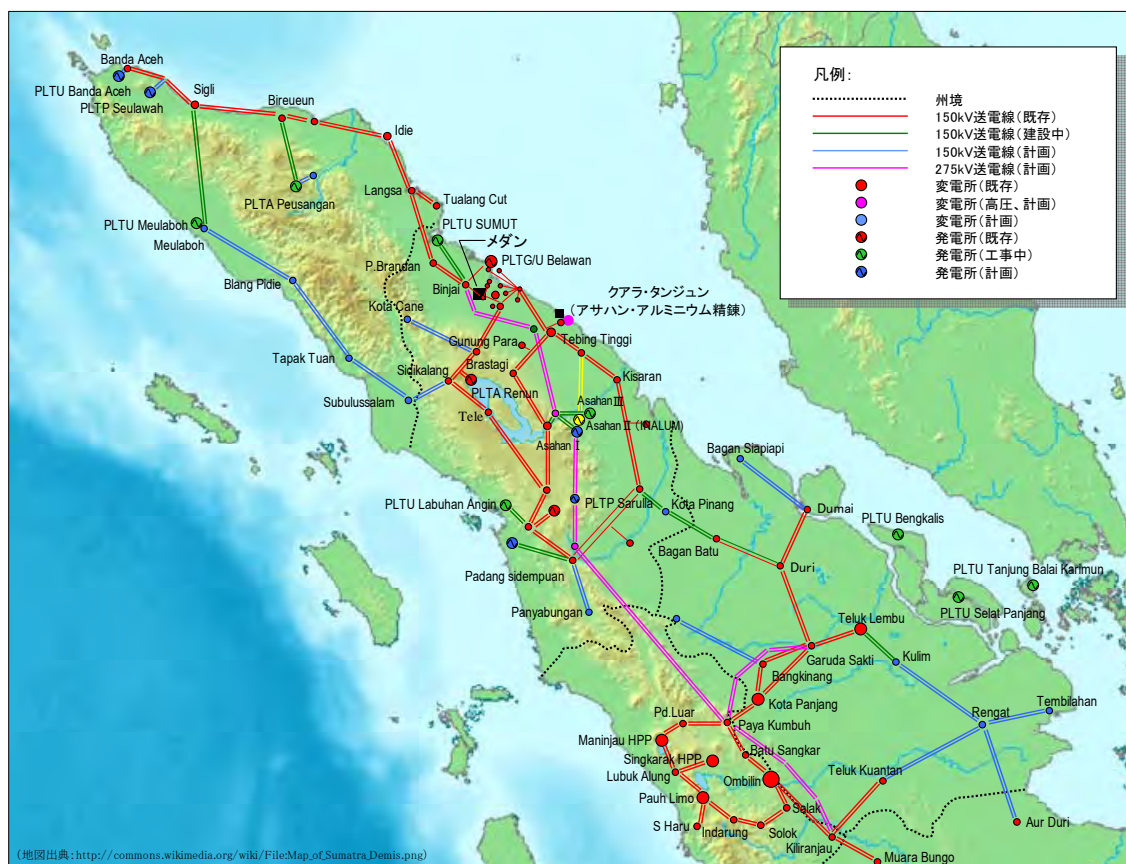 凡例:
州境
150kV送電線(既存)
150kV送電線(建設中)
150kV送電線(計画)
275kV送電線(計画)
変電所(既存)
変電所(高圧、計画)
変電所(計画)
発電所(既存)
発電所(工事中)
発電所(計画)
Banda Aceh
PLTU Banda Aceh
PLTP Seulawah
Sigli
Bireueun
Idie
Langsa
Tualang Cut
PLTA Peusangan
PLTU SUMUT
メダン
PLTU Meulaboh
Meulaboh
PLTG/U Belawan
P.Brandan
Binjai
Blang Pidie
Kota Cane
クアラ・タンジュン
(アサハン・アルミニウム精錬)
Gunung Para
Tebing Tinggi
Tapak Tuan
Brastagi
Sidikalang
Kisaran
PLTA Renun
Subulussalam
Tele
Asahan III
Asahan II (INALUM)
Asahan I
Bagan Siapiapi
PLTU Labuhan Angin
PLTP Sarulla
Kota Pinang
Dumai
PLTU Bengkalis
Bagan Batu
Duri
Padang sidempuan
PLTU Tanjung Balai Karimun
PLTU Selat Panjang
Panyabungan
Teluk Lembu
Garuda Sakti
Kulim
Bangkinang
Kota Panjang
Tembilahan
Rengat
Pd.Luar
Paya Kumbuh
Maninjau HPP
Batu Sangkar
Singkarak HPP
Lubuk Alung
Ombilin
Teluk Kuantan
Pauh Limo
Salak
S Haru
Indarung
Solok
Kiliranjau
Aur Duri
Muara Bungo
(地図出典:http://commons.wikimedia.org/wiki/File:Map_of_Sumatra_Demis.png)